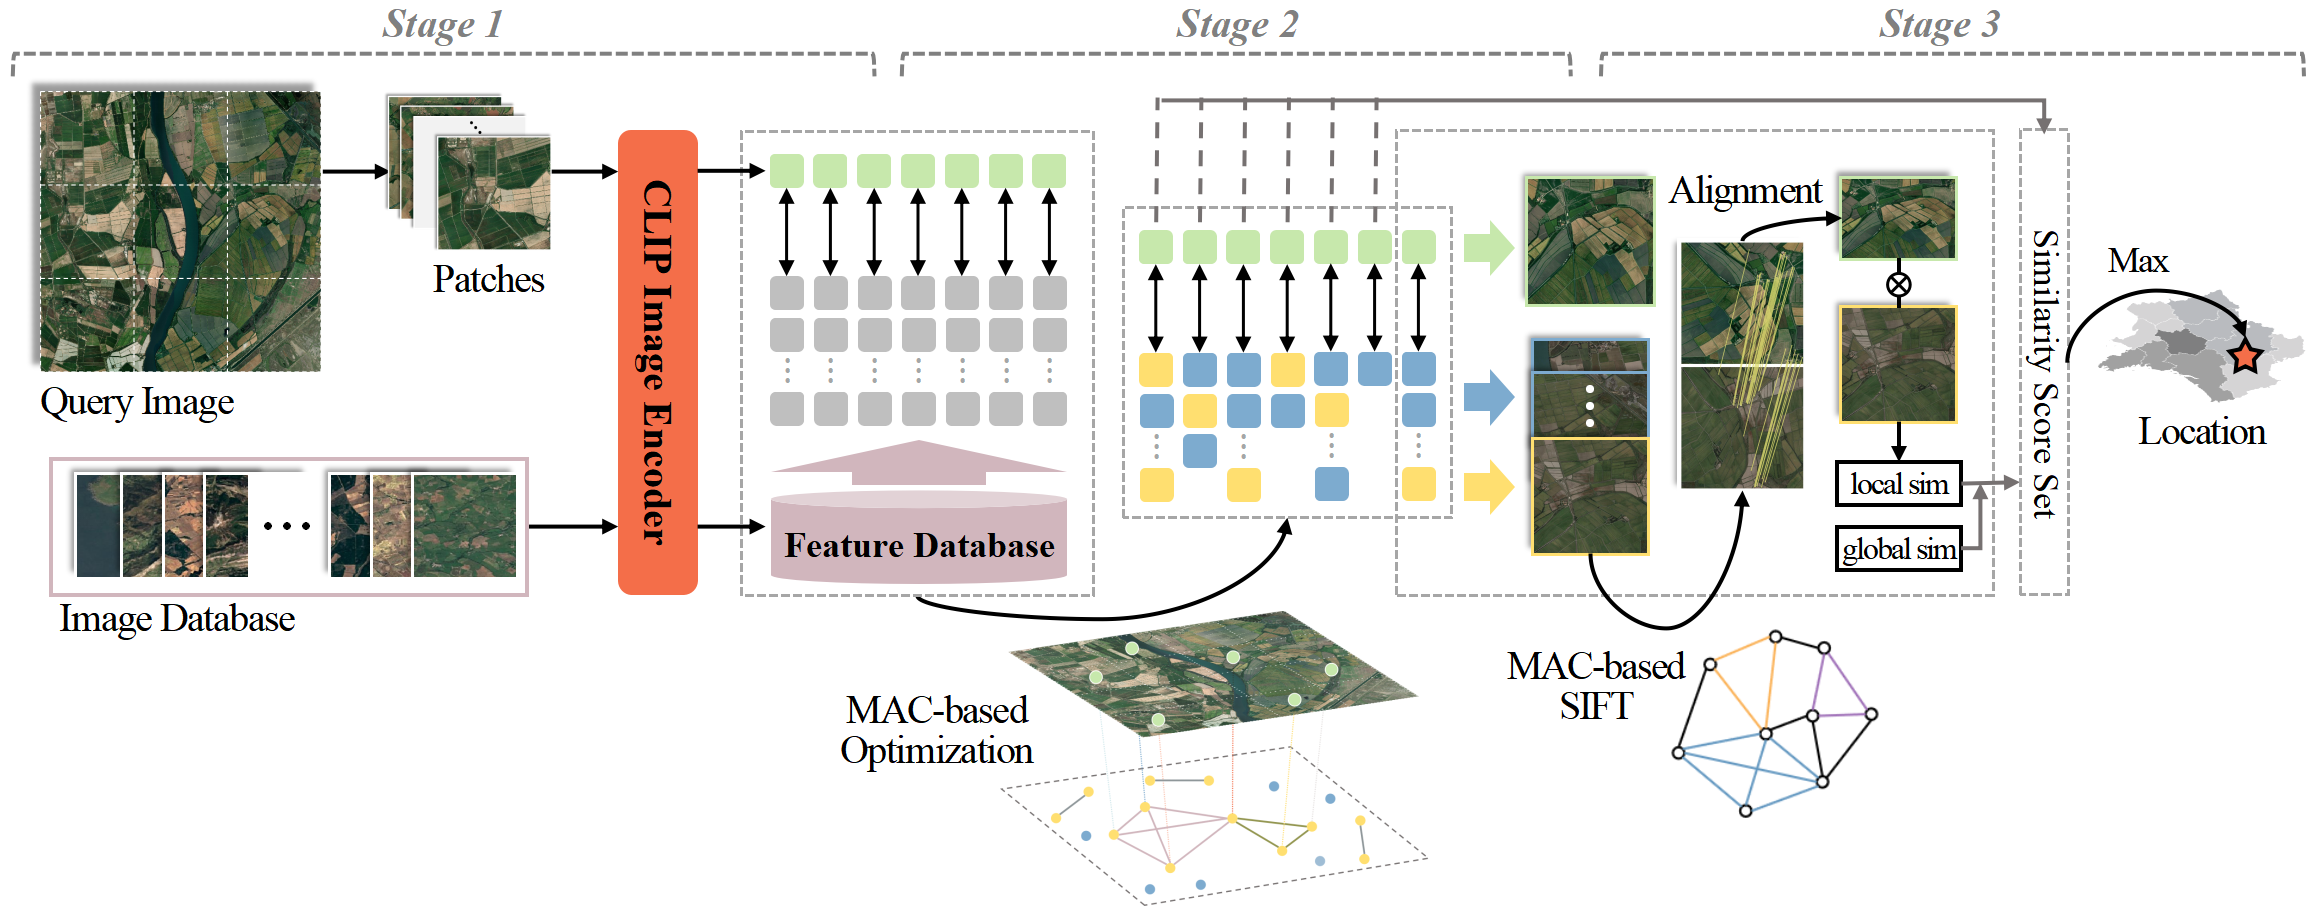 Stage 1
Stage 2
Stage 3
Query Image
Patches
Image Database
CLIP Image Encoder
Feature Database
MAC-based
Optimization
Alignment
MAC-based
SIFT
local sim
global sim
Similarity Score Set
Max
Location